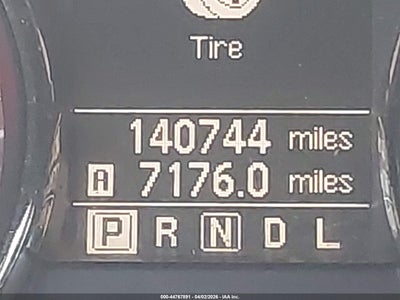 Tire
140744 miles
A 7176.0 miles
P R N D L
000-44767891 - 04/02/2026 - IAA Inc.